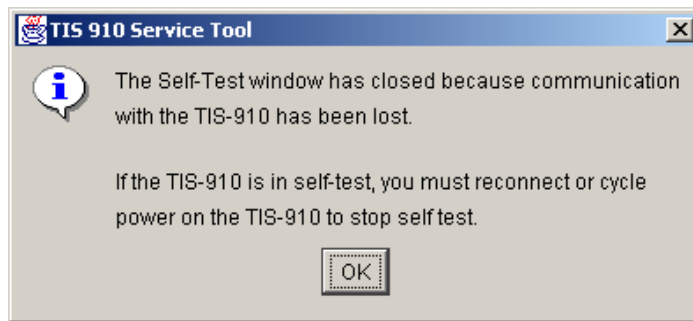 TIS 910 Service Tool
The Self-Test window has closed because communication
with the TIS-910 has been lost.
If the TIS-910 is in self-test, you must reconnect or cycle
power on the TIS-910 to stop self test.
OK